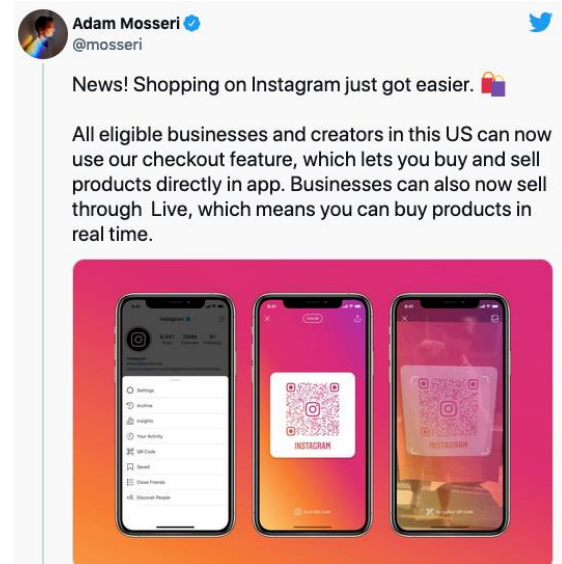 Adam Mosseri
@mosseri
News! Shopping on Instagram just got easier. 🛍️
All eligible businesses and creators in this US can now
use our checkout feature, which lets you buy and sell
products directly in app. Businesses can also now sell
through Live, which means you can buy products in
real time.
Instagram
Settings
Archive
Insights
Your Activity
QR Code
Saved
Close Friends
Discover People
COLOR
INSTAGRAM
INSTAGRAM